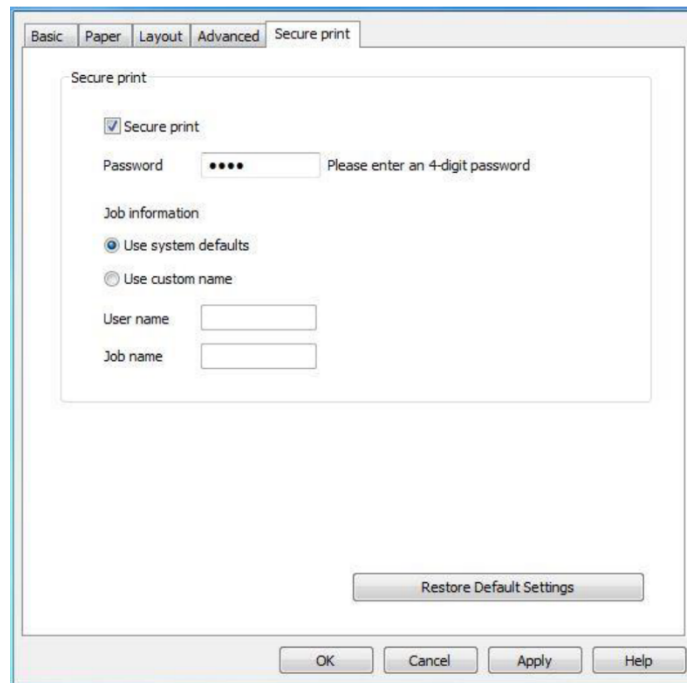 Basic Paper Layout Advanced Secure print
Secure print
Secure print
Password •••• Please enter an 4-digit password
Job information
Use system defaults
Use custom name
User name
Job name
Restore Default Settings
OK Cancel Apply Help